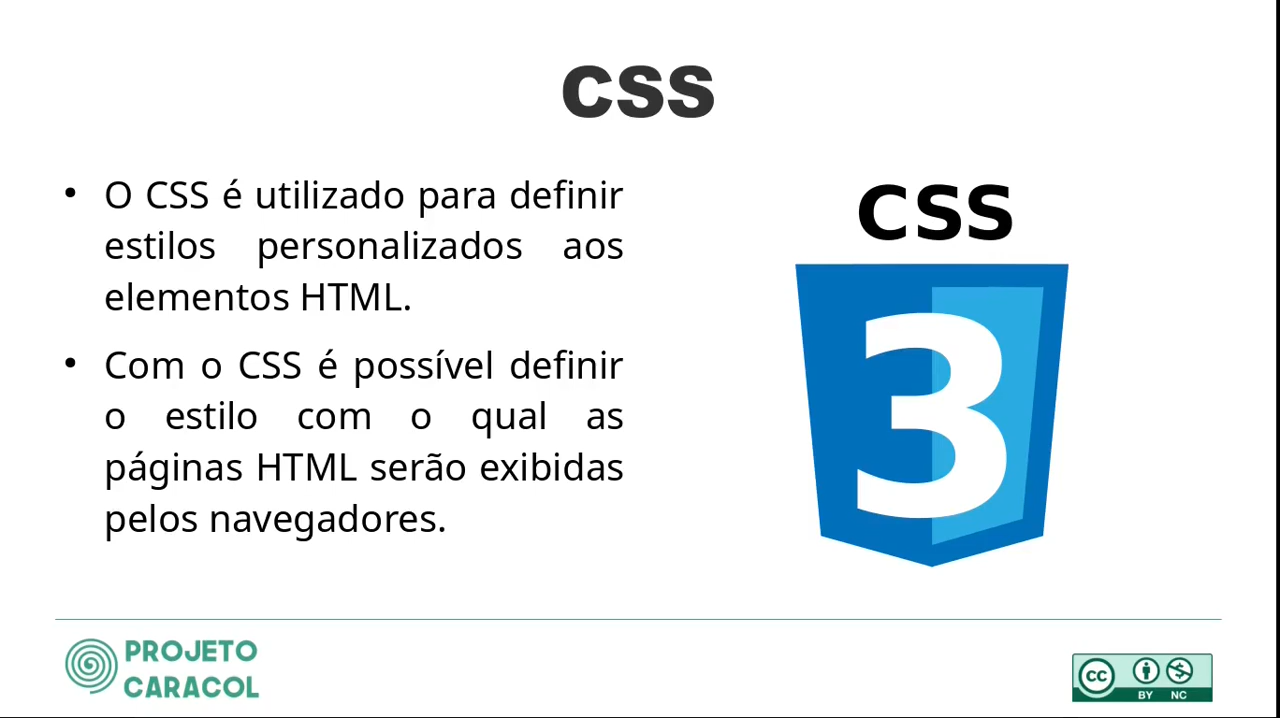 CSS
• O CSS é utilizado para definir
estilos personalizados aos
elementos HTML.
• Com o CSS é possível definir
o estilo com o qual as
páginas HTML serão exibidas
pelos navegadores.
CSS
3
PROJETO
CARACOL
cc
BY NC